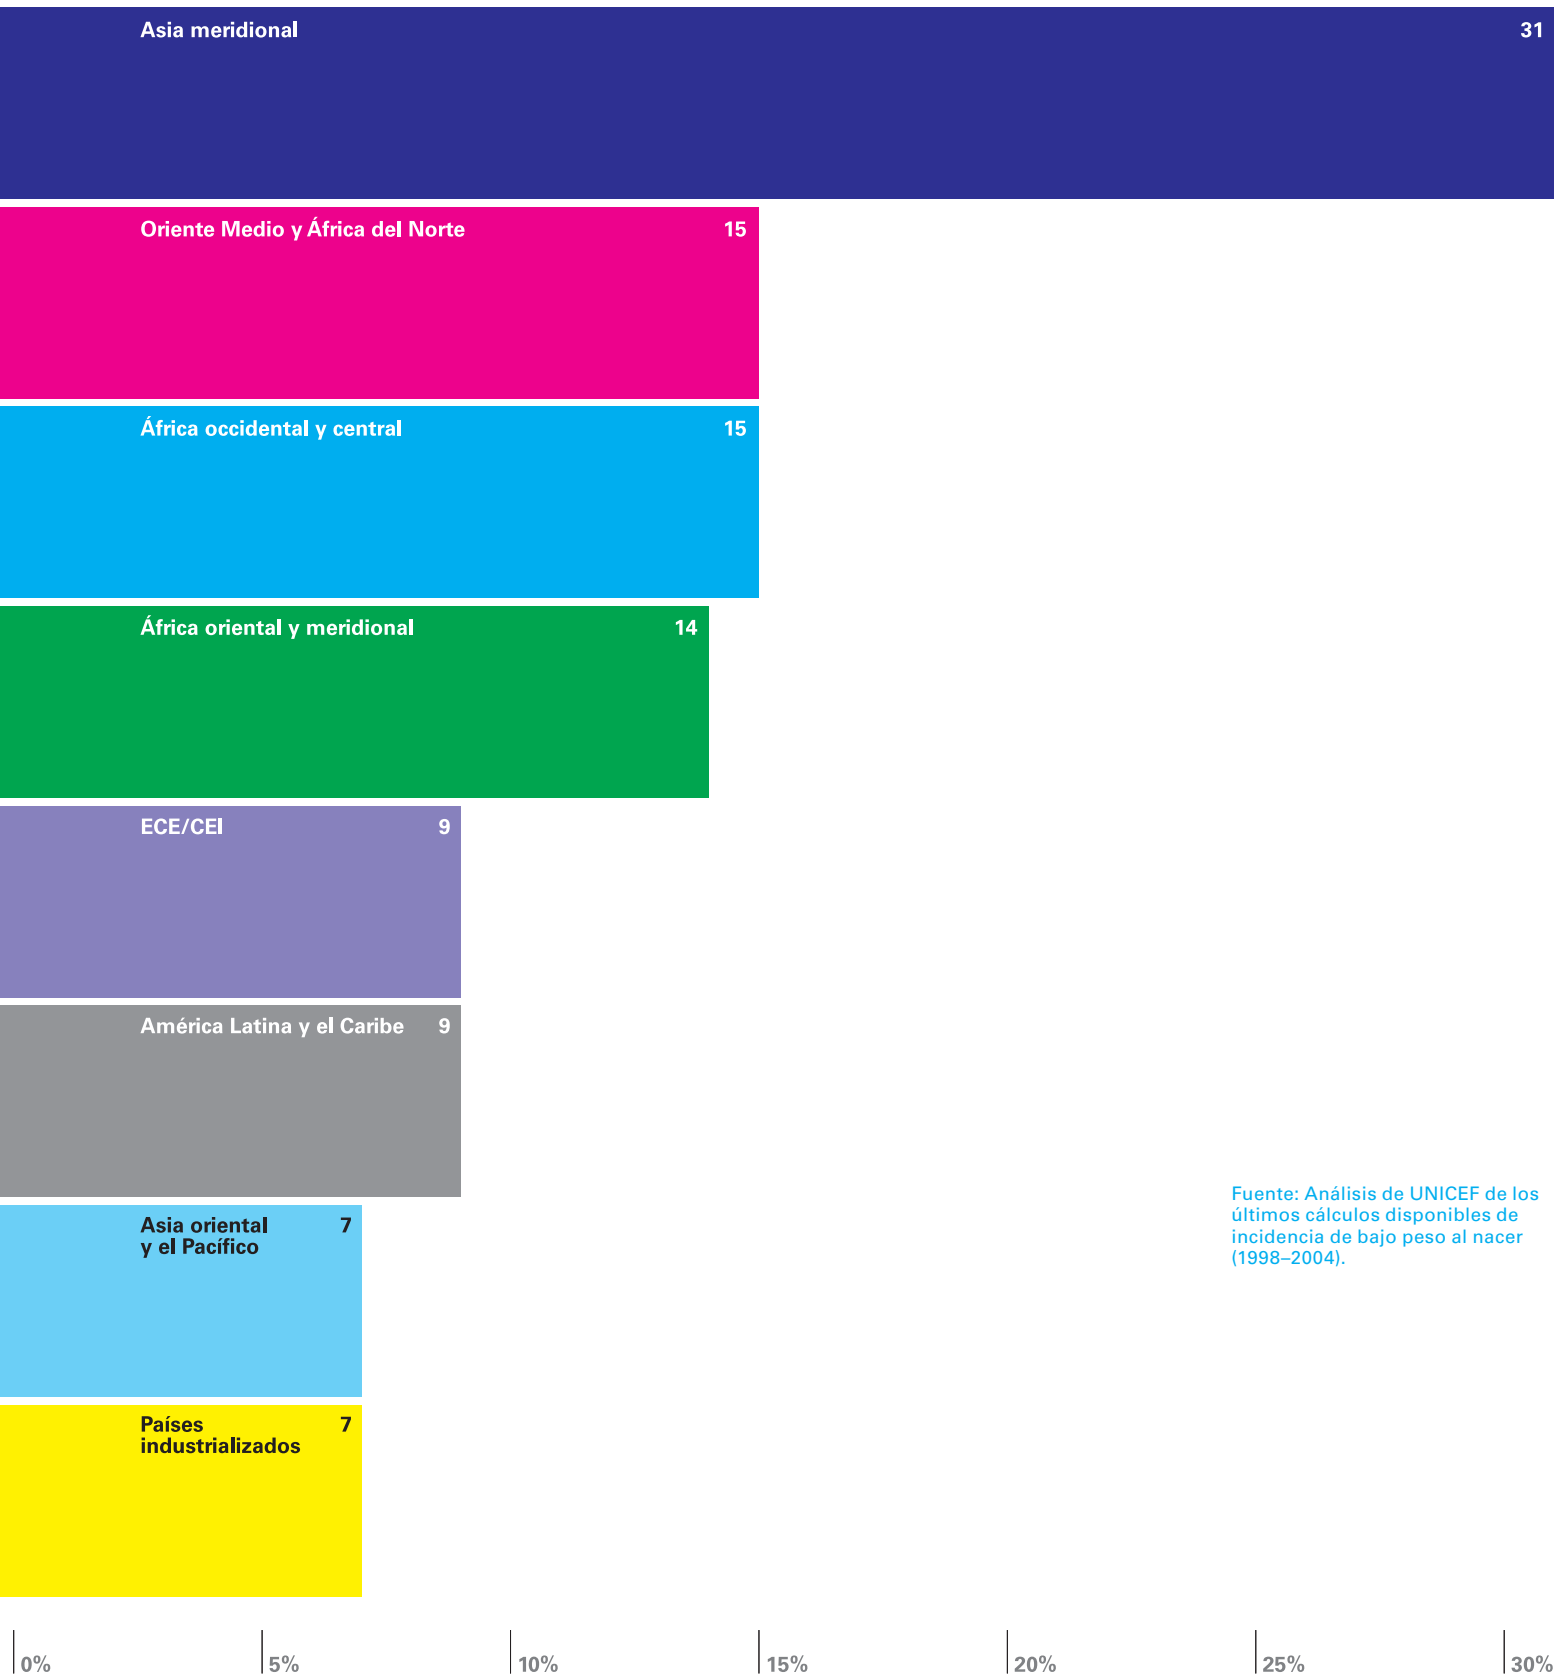 Asia meridional 31
Oriente Medio y África del Norte 15
África occidental y central 15
África oriental y meridional 14
ECE/CEI 9
América Latina y el Caribe 9
Asia oriental 7
y el Pacífico
Fuente: Análisis de UNICEF de los
últimos cálculos disponibles de
incidencia de bajo peso al nacer
(1998–2004).
Países 7
industrializados
0% 5% 10% 15% 20% 25% 30%